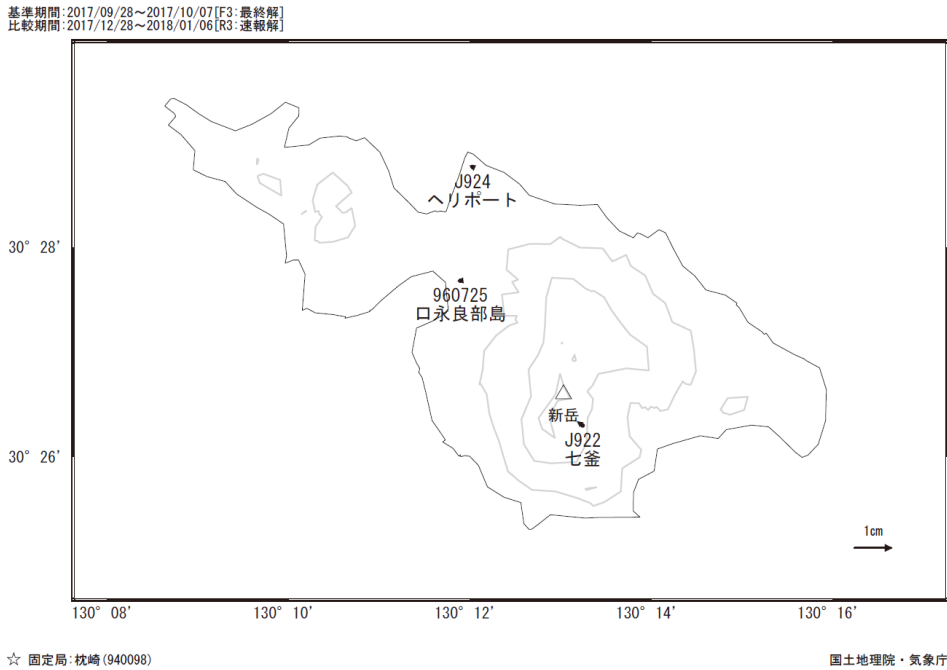 基準期間:2017/09/28～2017/10/07[F3:最終解]
比較期間:2017/12/28～2018/01/06[R3:速報解]
J924
ヘリポート
30° 28'
960725
口永良部島
新岳
J922
七釜
30° 26'
1cm
130° 08' 130° 10' 130° 12' 130° 14' 130° 16'
☆ 固定局:枕崎(940098) 国土地理院・気象庁